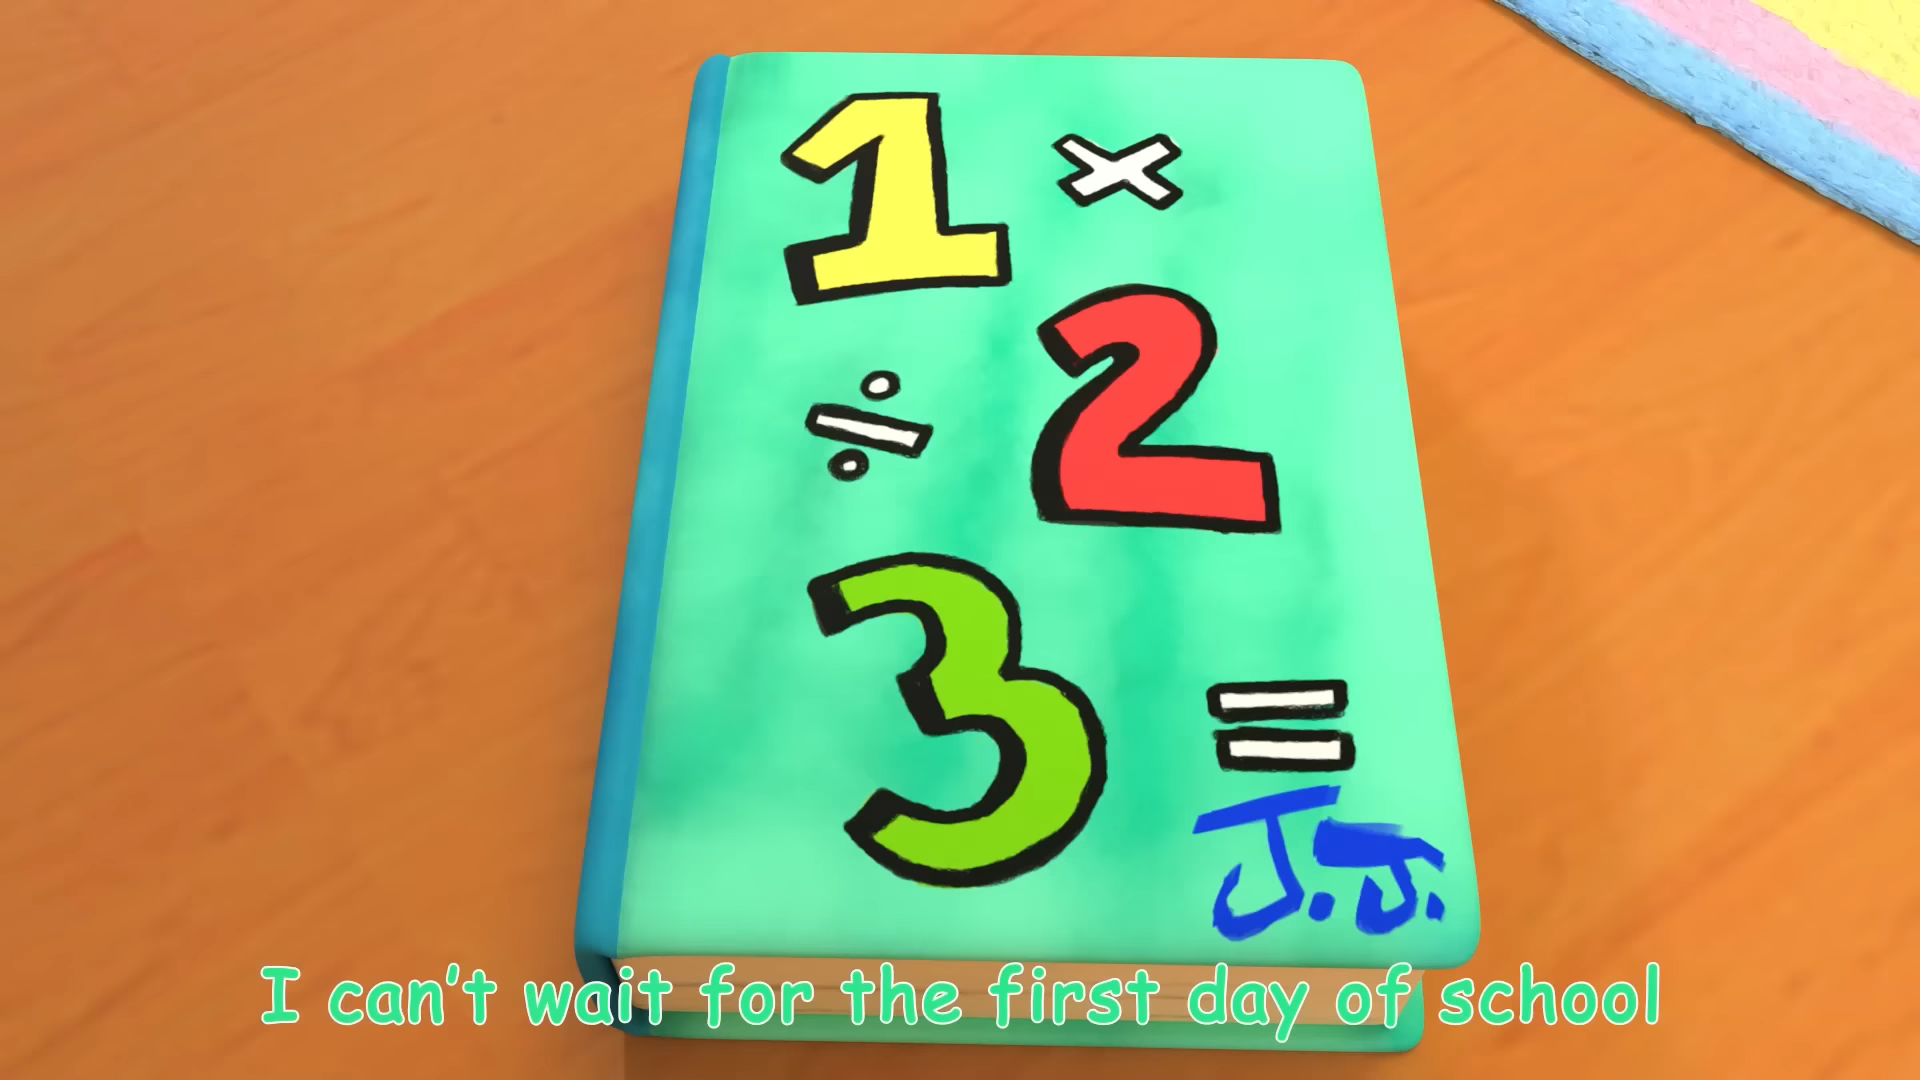 1 ×
÷ 2
3 =
J.J.
I can't wait for the first day of school